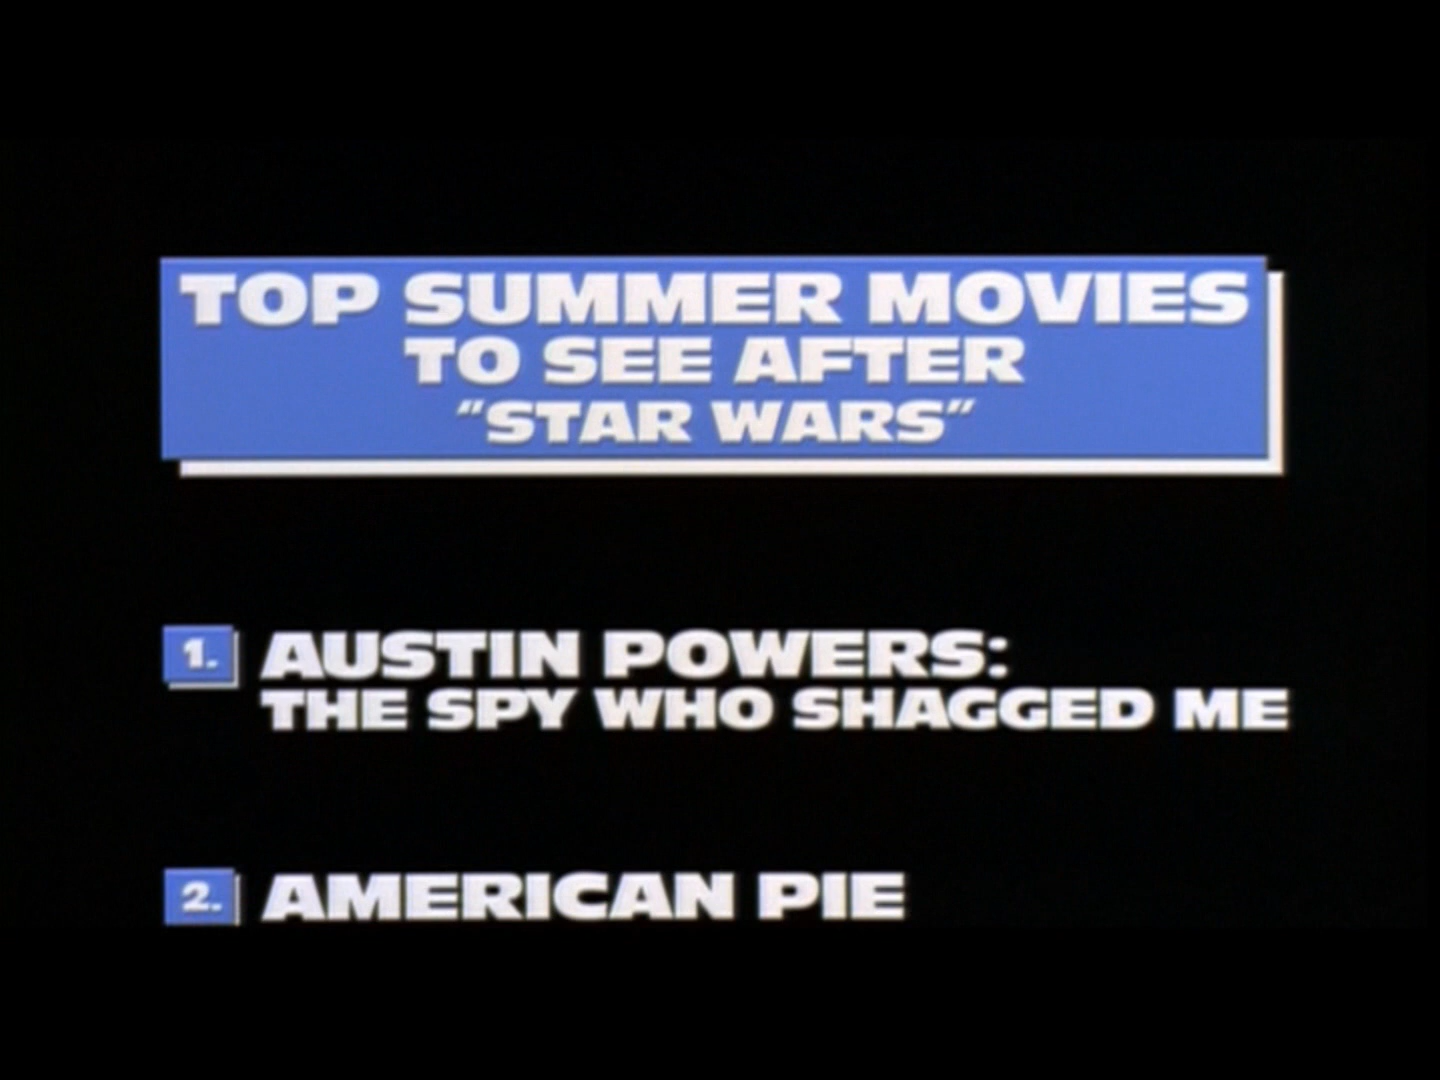 TOP SUMMER MOVIES
TO SEE AFTER
"STAR WARS"
1. AUSTIN POWERS:
THE SPY WHO SHAGGED ME
2. AMERICAN PIE